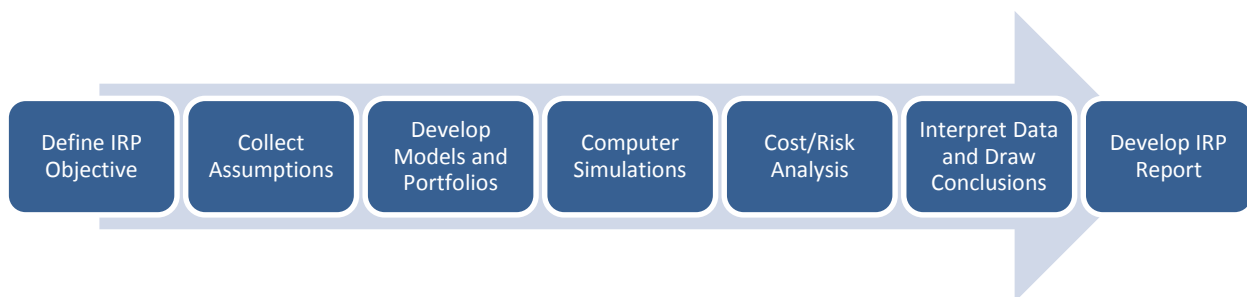 Define IRP
Objective
Collect
Assumptions
Develop
Models and
Portfolios
Computer
Simulations
Cost/Risk
Analysis
Interpret Data
and Draw
Conclusions
Develop IRP
Report